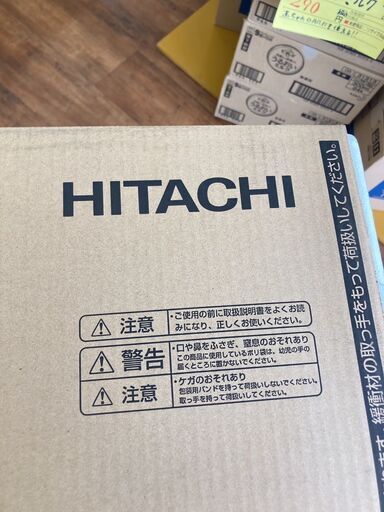 HITACHI
注意
・ご使用の前に取扱説明書をよくお読
みになり、正しくお使いください。
警告
・口や鼻をふさぎ、窒息のおそれあり
この商品に使用しているポリ袋は、幼児の手の
届くところに置かないでください。
注意
・ケガのおそれあり
包装用バンドを持って荷扱いしないでください。
取っ手を持って荷扱いしてください。
緩衝材の取っ手をもって荷扱いしてください。
290